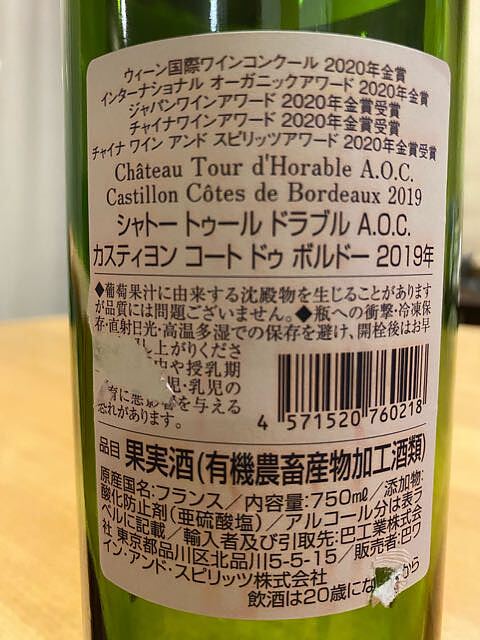 ウィーン国際ワインコンクール 2020年金賞
インターナショナル オーガニックアワード 2020年金賞
ジャパンワインアワード 2020年金賞受賞
チャイナワインアワード 2020年金賞受賞
チャイナ ワイン アンド スピリッツアワード 2020年金賞受賞
Château Tour d'Horable A.O.C.
Castillon Côtes de Bordeaux 2019
シャトー トゥール ドラブル A.O.C.
カスティヨン コート ドゥ ボルドー 2019年
◆葡萄果汁に由来する沈殿物を生じることがあります
が品質には問題ございません。◆瓶への衝撃・冷凍保
存・直射日光・高温多湿での保存を避け、開栓後はお早
し上がりくださ
中や授乳期
児・乳児の
育に悪影響を与える
恐れがあります。
4 571520 760218
品目 果実酒(有機農畜産物加工酒類)
原産国名:フランス/内容量:750㎖/添加物:
酸化防止剤(亜硫酸塩)/アルコール分は表ラ
ベルに記載/輸入者及び引取先:巴工業株式会
社 東京都品川区北品川5-5-15/販売者:巴ワ
イン・アンド・スピリッツ株式会社
飲酒は20歳にな から